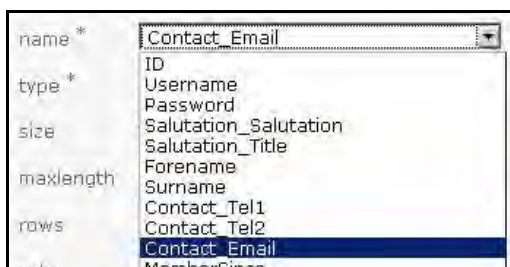 name *
Contact_Email
ID
type *
Username
Password
size
Salutation_Salutation
Salutation_Title
maxlength
Forename
Surname
Contact_Tel1
rows
Contact_Tel2
Contact_Email